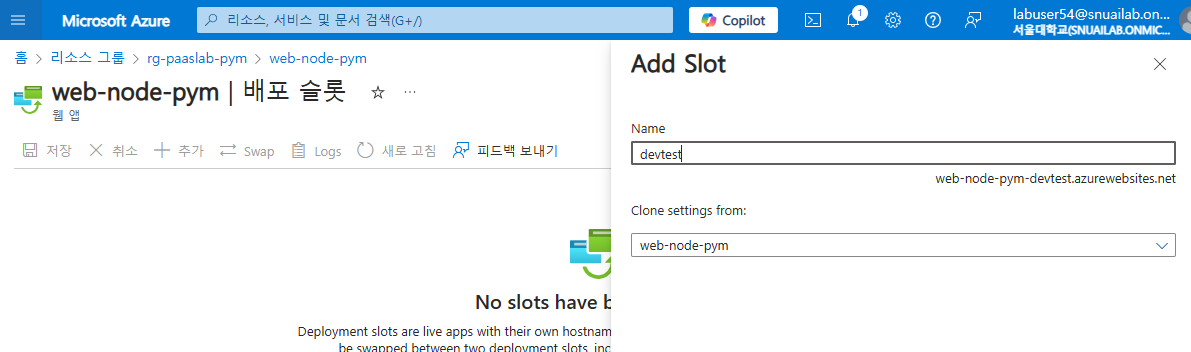 Microsoft Azure
리소스, 서비스 및 문서 검색(G+/)
Copilot
1
labuser54@snuailab.on...
서울대학교(SNUAILAB.ONMIC...
홈 > 리소스 그룹 > rg-paaslab-pym > web-node-pym >
web-node-pym | 배포 슬롯
웹 앱
저장 취소 추가 Swap Logs 새로 고침 피드백 보내기
No slots have b
Deployment slots are live apps with their own hostnam
be swapped between two deployment slots, inc
Add Slot
Name
devtest
web-node-pym-devtest.azurewebsites.net
Clone settings from:
web-node-pym